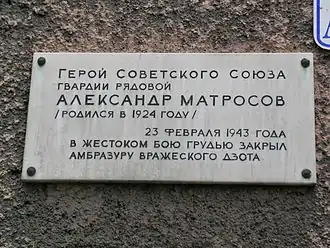 Герой Советского Союза
гвардии рядовой
Александр Матросов
/родился в 1924 году/
23 февраля 1943 года
в жестоком бою грудью закрыл
амбразуру вражеского дзота.